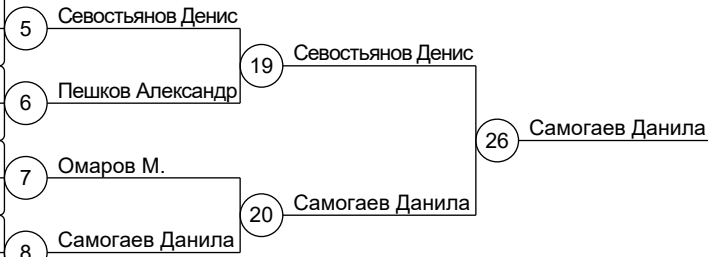 5 Севостьянов Денис
19 Севостьянов Денис
6 Пешков Александр
26 Самогаев Данила
7 Омаров М.
20 Самогаев Данила
8 Самогаев Данила